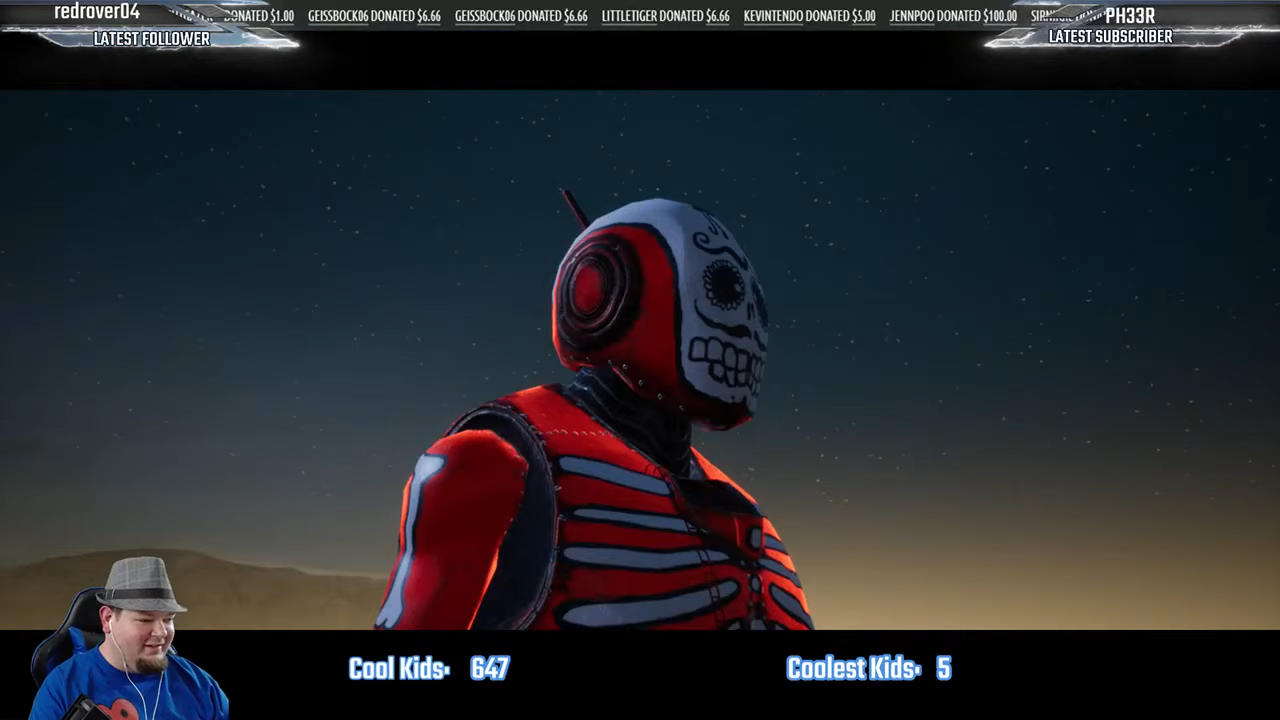 redrover04
LATEST FOLLOWER
DONATED $1.00 GEISSBOCK06 DONATED $6.66 GEISSBOCK06 DONATED $6.66 LITTLETIGER DONATED $6.66 KEVINTENDO DONATED $5.00 JENNPOO DONATED $100.00
PH33R
LATEST SUBSCRIBER
Cool Kids: 647
Coolest Kids: 5